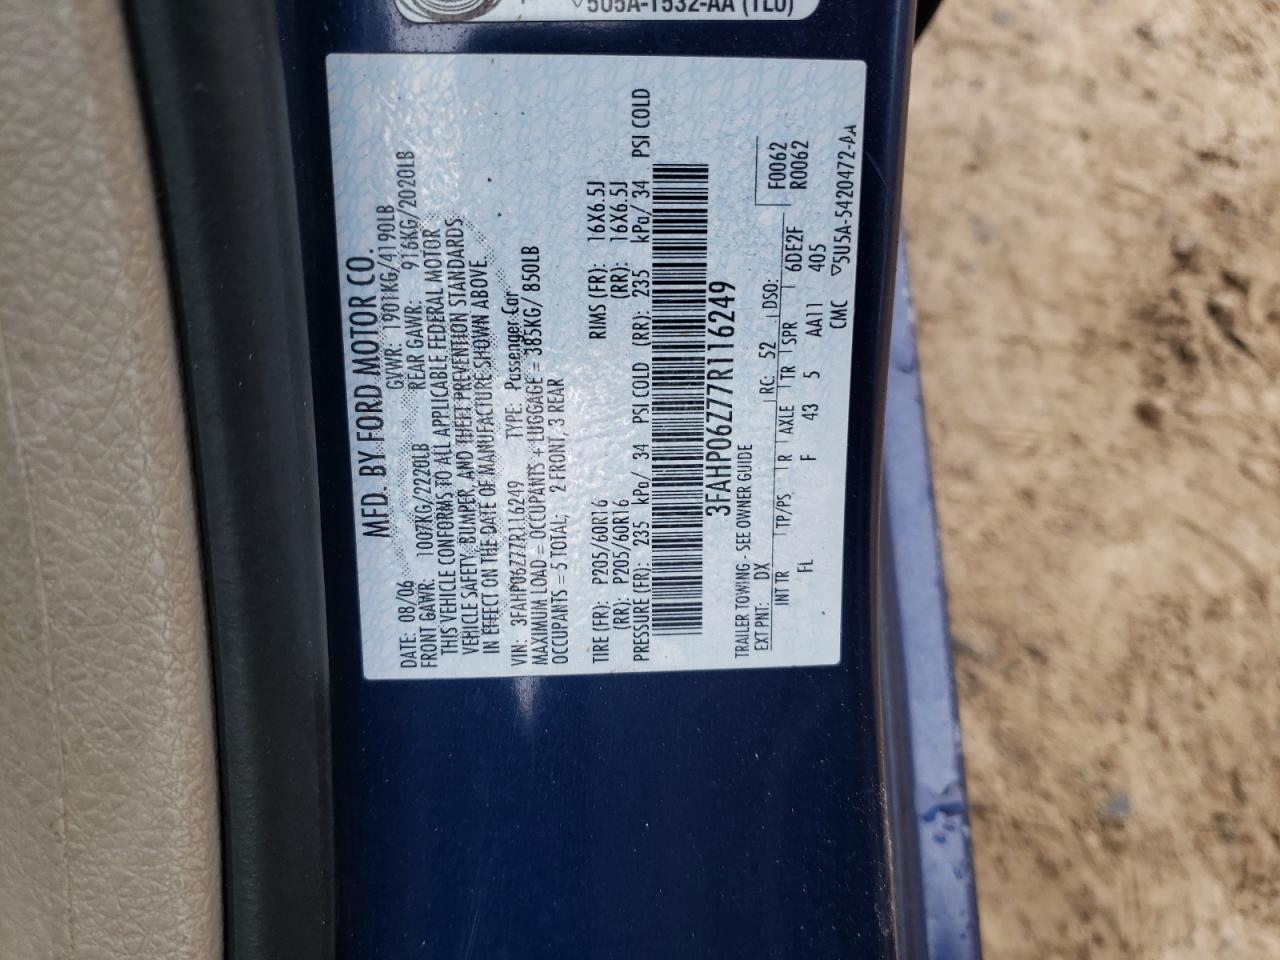 5U5A-1532-AA (TL0)
MFD. BY FORD MOTOR CO.
DATE: 08/06 GVWR: 1901KG/4190LB
FRONT GAWR: 1007KG/2220LB REAR GAWR: 916KG/2020LB
THIS VEHICLE CONFORMS TO ALL APPLICABLE FEDERAL MOTOR
VEHICLE SAFETY, BUMPER, AND THEFT PREVENTION STANDARDS
IN EFFECT ON THE DATE OF MANUFACTURE SHOWN ABOVE.
VIN: 3FAHP06Z77R116249 TYPE: Passenger Car
MAXIMUM LOAD = OCCUPANTS + LUGGAGE = 385KG/ 850LB
OCCUPANTS = 5 TOTAL, 2 FRONT, 3 REAR
TIRE (FR): P205/60R16 RIMS (FR): 16X6.5J
(RR): P205/60R16 (RR): 16X6.5J
PRESSURE (FR): 235 kPa/ 34 PSI COLD (RR): 235 kPa/ 34 PSI COLD
3FAHP06Z77R116249
TRAILER TOWING - SEE OWNER GUIDE
EXT PNT: DX RC: 52 DSO: F0062
R0062
INT TR TP/PS R AXLE TR SPR 6DE2F
FL F 43 5 AA11 405
CMC ▽5U5A-5420472-AA